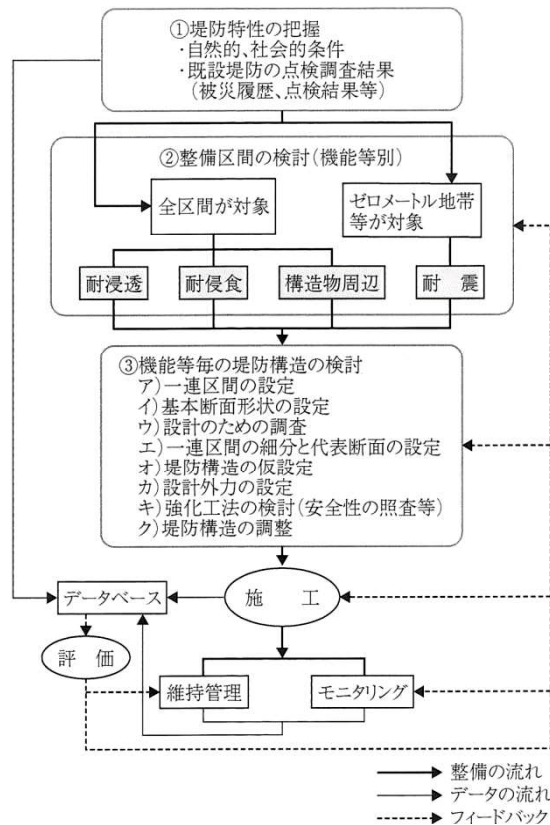 ①堤防特性の把握
・自然的、社会的条件
・既設堤防の点検調査結果
(被災履歴、点検結果等)
②整備区間の検討(機能等別)
全区間が対象
ゼロメートル地帯
等が対象
耐浸透
耐侵食
構造物周辺
耐　震
③機能等毎の堤防構造の検討
ア)一連区間の設定
イ)基本断面形状の設定
ウ)設計のための調査
エ)一連区間の細分と代表断面の設定
オ)堤防構造の仮設定
カ)設計外力の設定
キ)強化工法の検討(安全性の照査等)
ク)堤防構造の調整
データベース
施　工
評　価
維持管理
モニタリング
整備の流れ
データの流れ
フィードバック